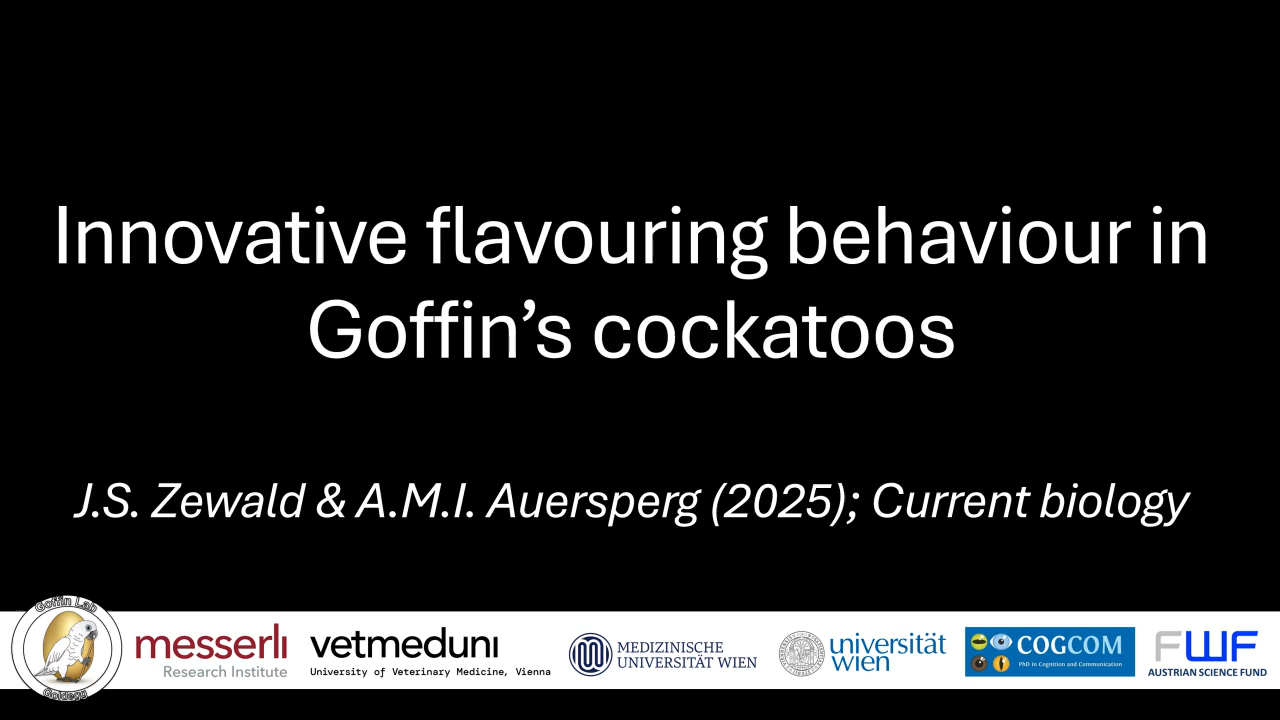 Innovative flavouring behaviour in
Goffin's cockatoos
J.S. Zewald & A.M.I. Auersperg (2025); Current biology
Goffin Lab
messerli
Research Institute
vetmeduni
University of Veterinary Medicine, Vienna
MEDIZINISCHE
UNIVERSITÄT WIEN
universität
wien
COGCOM
PhD in Cognition and Communication
FWF
AUSTRIAN SCIENCE FUND